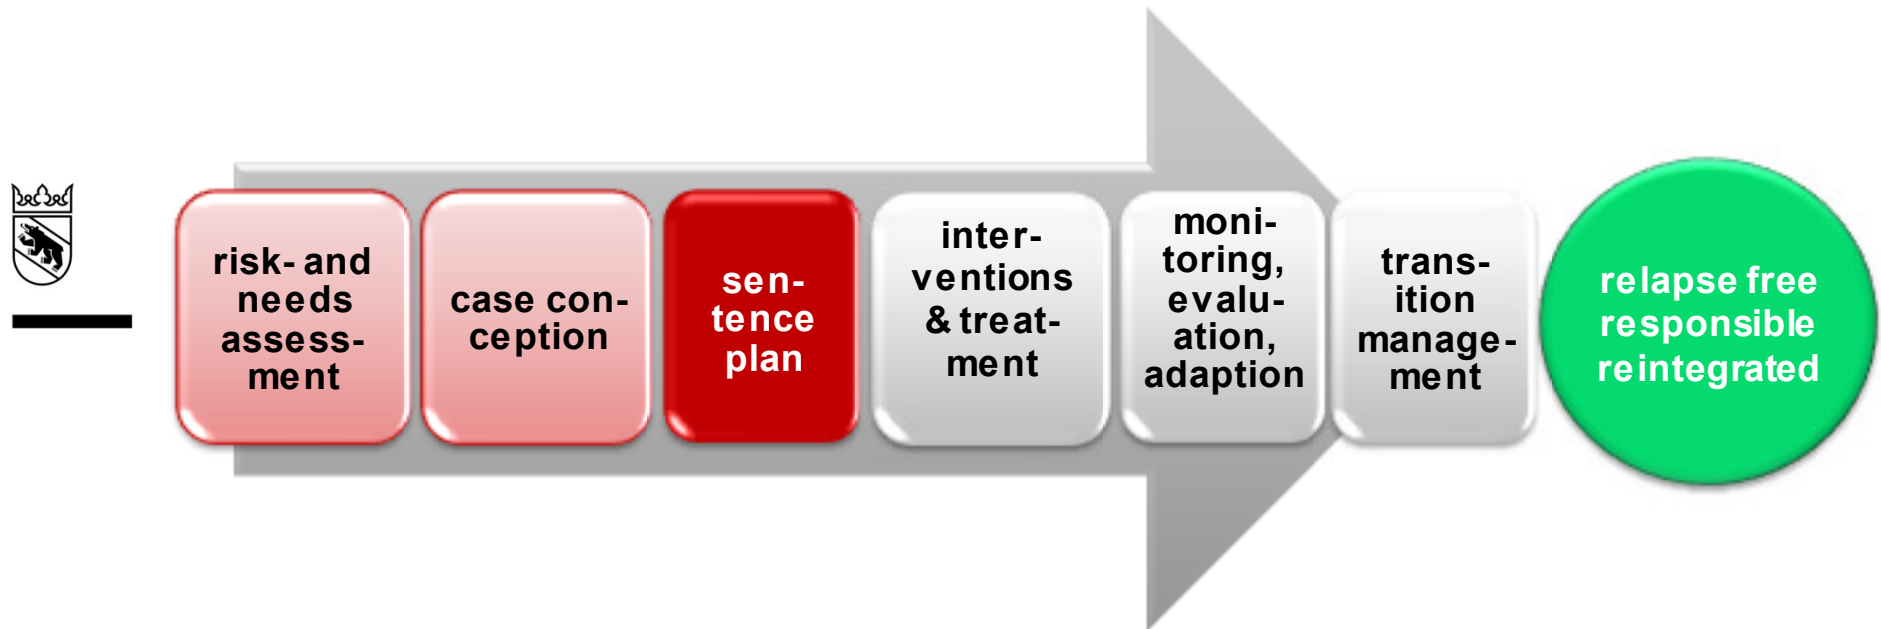 risk- and
needs
assess-
ment
case con-
ception
sen-
tence
plan
inter-
ventions
& treat-
ment
moni-
toring,
evalu-
ation,
adaption
trans-
ition
manage-
ment
relapse free
responsible
reintegrated